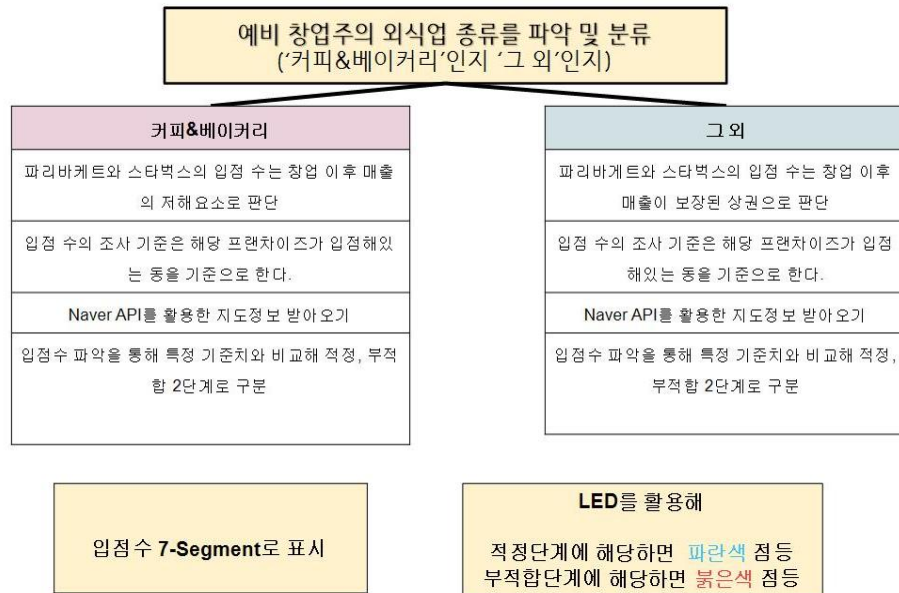 예비 창업주의 외식업 종류를 파악 및 분류
(‘커피&베이커리’인지 ‘그 외’인지)
커피&베이커리
파리바케트와 스타벅스의 입점 수는 창업 이후 매출
의 저해요소로 판단
입점 수의 조사 기준은 해당 프랜차이즈가 입점해있
는 동을 기준으로 한다.
Naver API를 활용한 지도정보 받아오기
입점수 파악을 통해 특정 기준치와 비교해 적정, 부적
합 2단계로 구분
그 외
파리바게트와 스타벅스의 입점 수는 창업 이후
매출이 보장된 상권으로 판단
입점 수의 조사 기준은 해당 프랜차이즈가 입점
해있는 동을 기준으로 한다.
Naver API를 활용한 지도정보 받아오기
입점수 파악을 통해 특정 기준치와 비교해 적정,
부적합 2단계로 구분
입점수 7-Segment로 표시
LED를 활용해
적정단계에 해당하면 파란색 점등
부적합단계에 해당하면 붉은색 점등